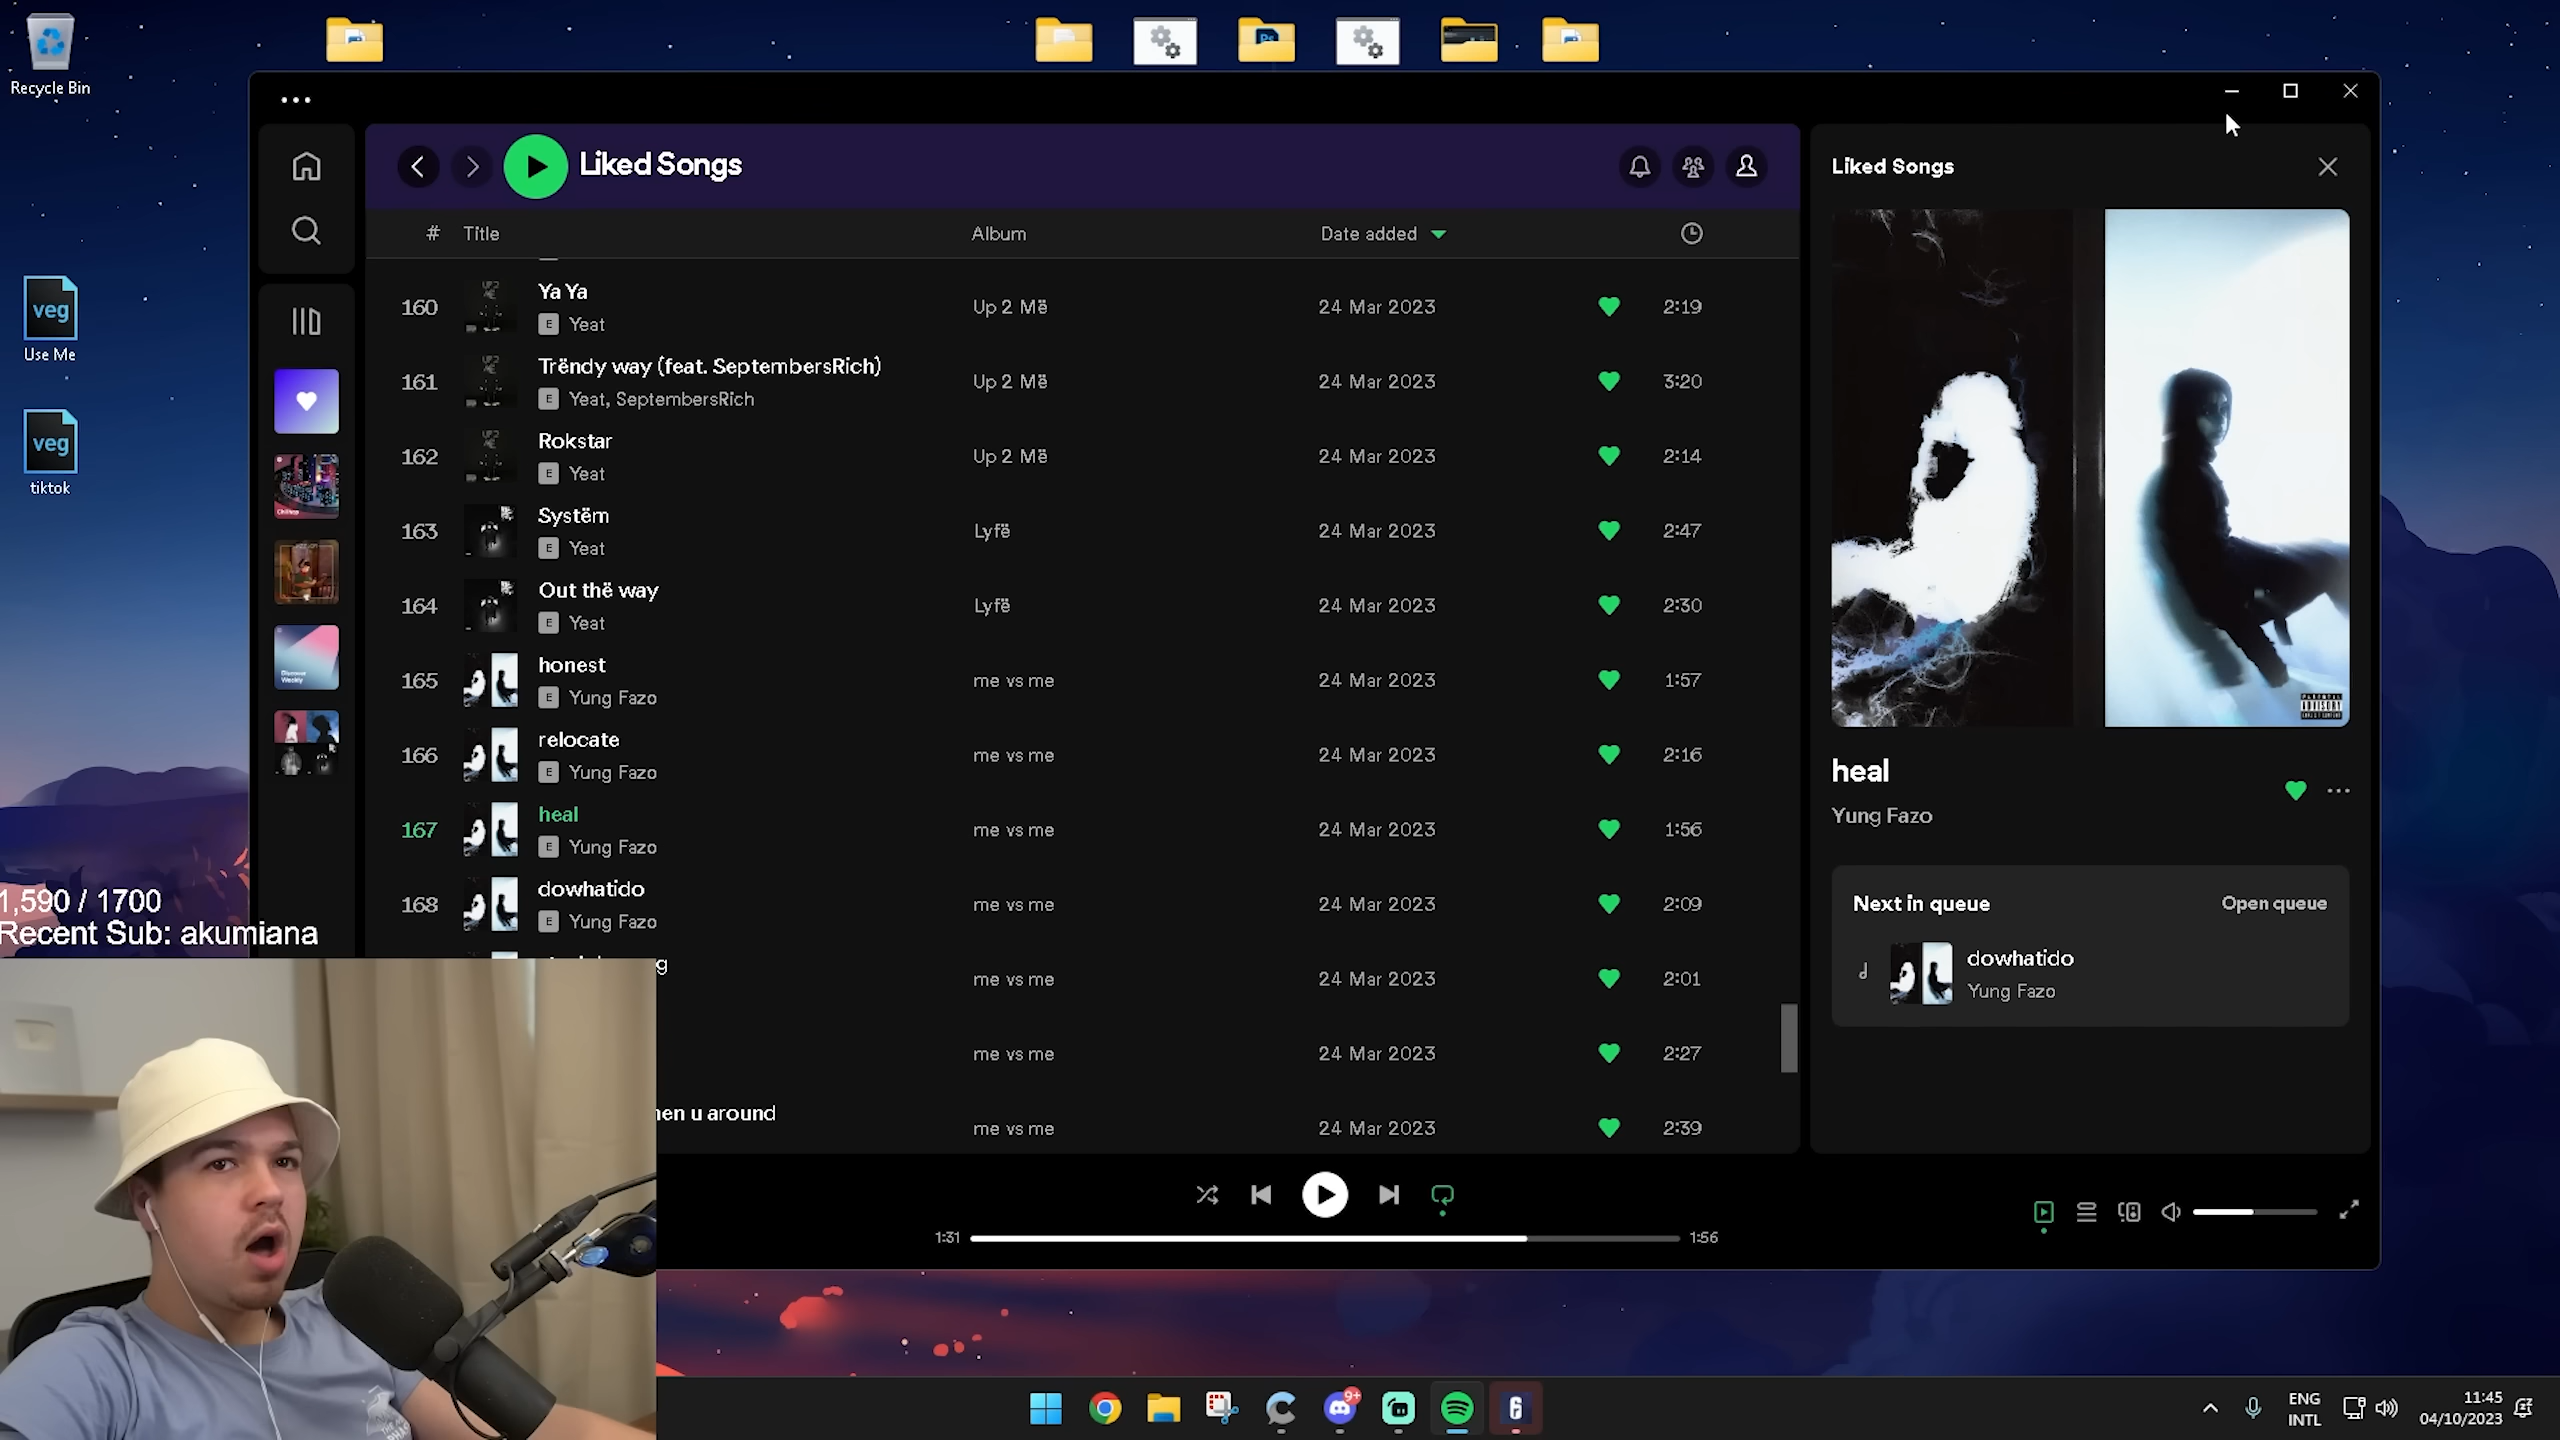 Recycle Bin
veg
Use Me
veg
tiktok
Ps
Liked Songs
# Title Album Date added
160 Ya Ya Up 2 Më 24 Mar 2023 2:19
E Yeat
161 Trëndy way (feat. SeptembersRich) Up 2 Më 24 Mar 2023 3:20
E Yeat, SeptembersRich
162 Rokstar Up 2 Më 24 Mar 2023 2:14
E Yeat
163 Systëm Lyfë 24 Mar 2023 2:47
E Yeat
164 Out thë way Lyfë 24 Mar 2023 2:30
E Yeat
165 honest me vs me 24 Mar 2023 1:57
E Yung Fazo
166 relocate me vs me 24 Mar 2023 2:16
E Yung Fazo
167 heal me vs me 24 Mar 2023 1:56
E Yung Fazo
168 dowhatido me vs me 24 Mar 2023 2:09
E Yung Fazo
me vs me 24 Mar 2023 2:01
me vs me 24 Mar 2023 2:27
u around me vs me 24 Mar 2023 2:39
Discover
Weekly
Liked Songs
PARENTAL
ADVISORY
heal
Yung Fazo
Next in queue Open queue
dowhatido
Yung Fazo
1,590 / 1700
Recent Sub: akumiana
1:31 1:56
9+
ENG
INTL
11:45
04/10/2023